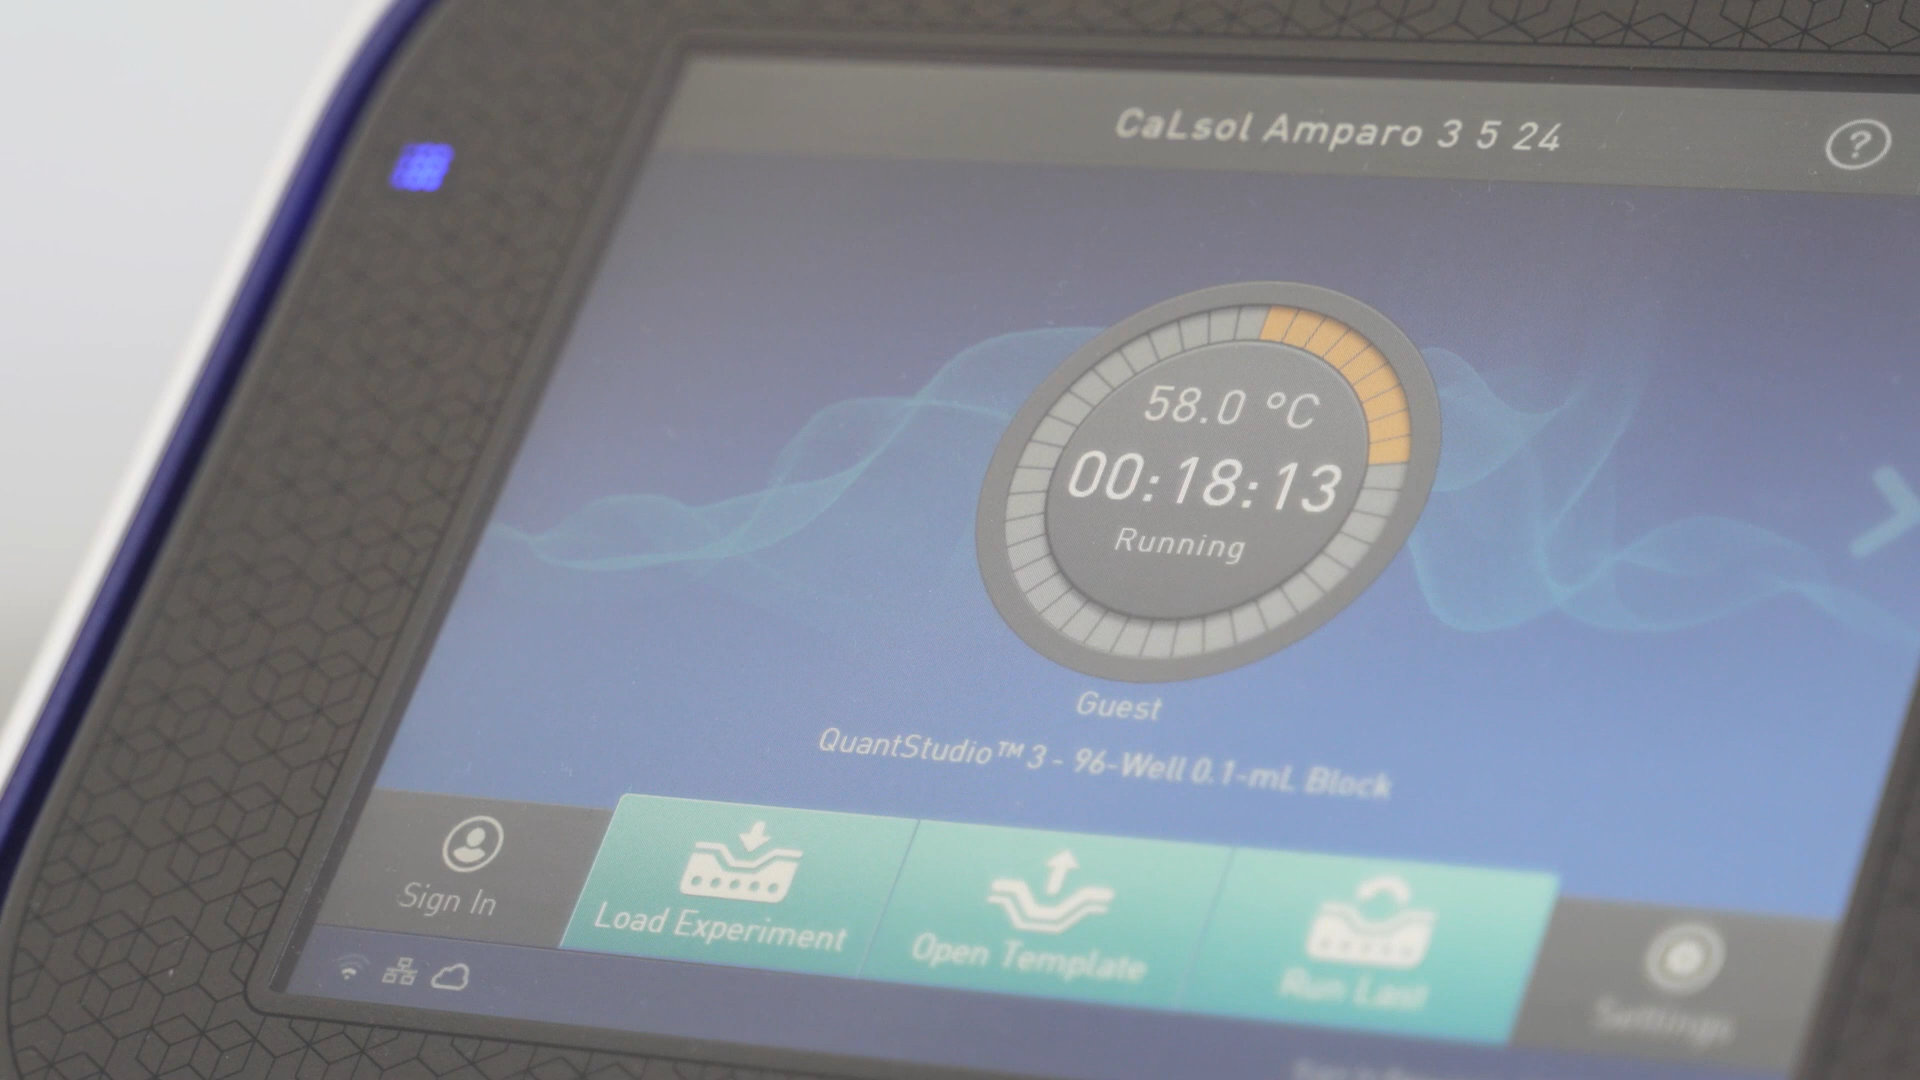 CaLsol Amparo 3 5 24
?
58.0 °C
00:18:13
Running
Guest
QuantStudio™ 3 - 96-Well 0.1-mL Block
Sign In
Load Experiment
Open Template
Run Last
Settings